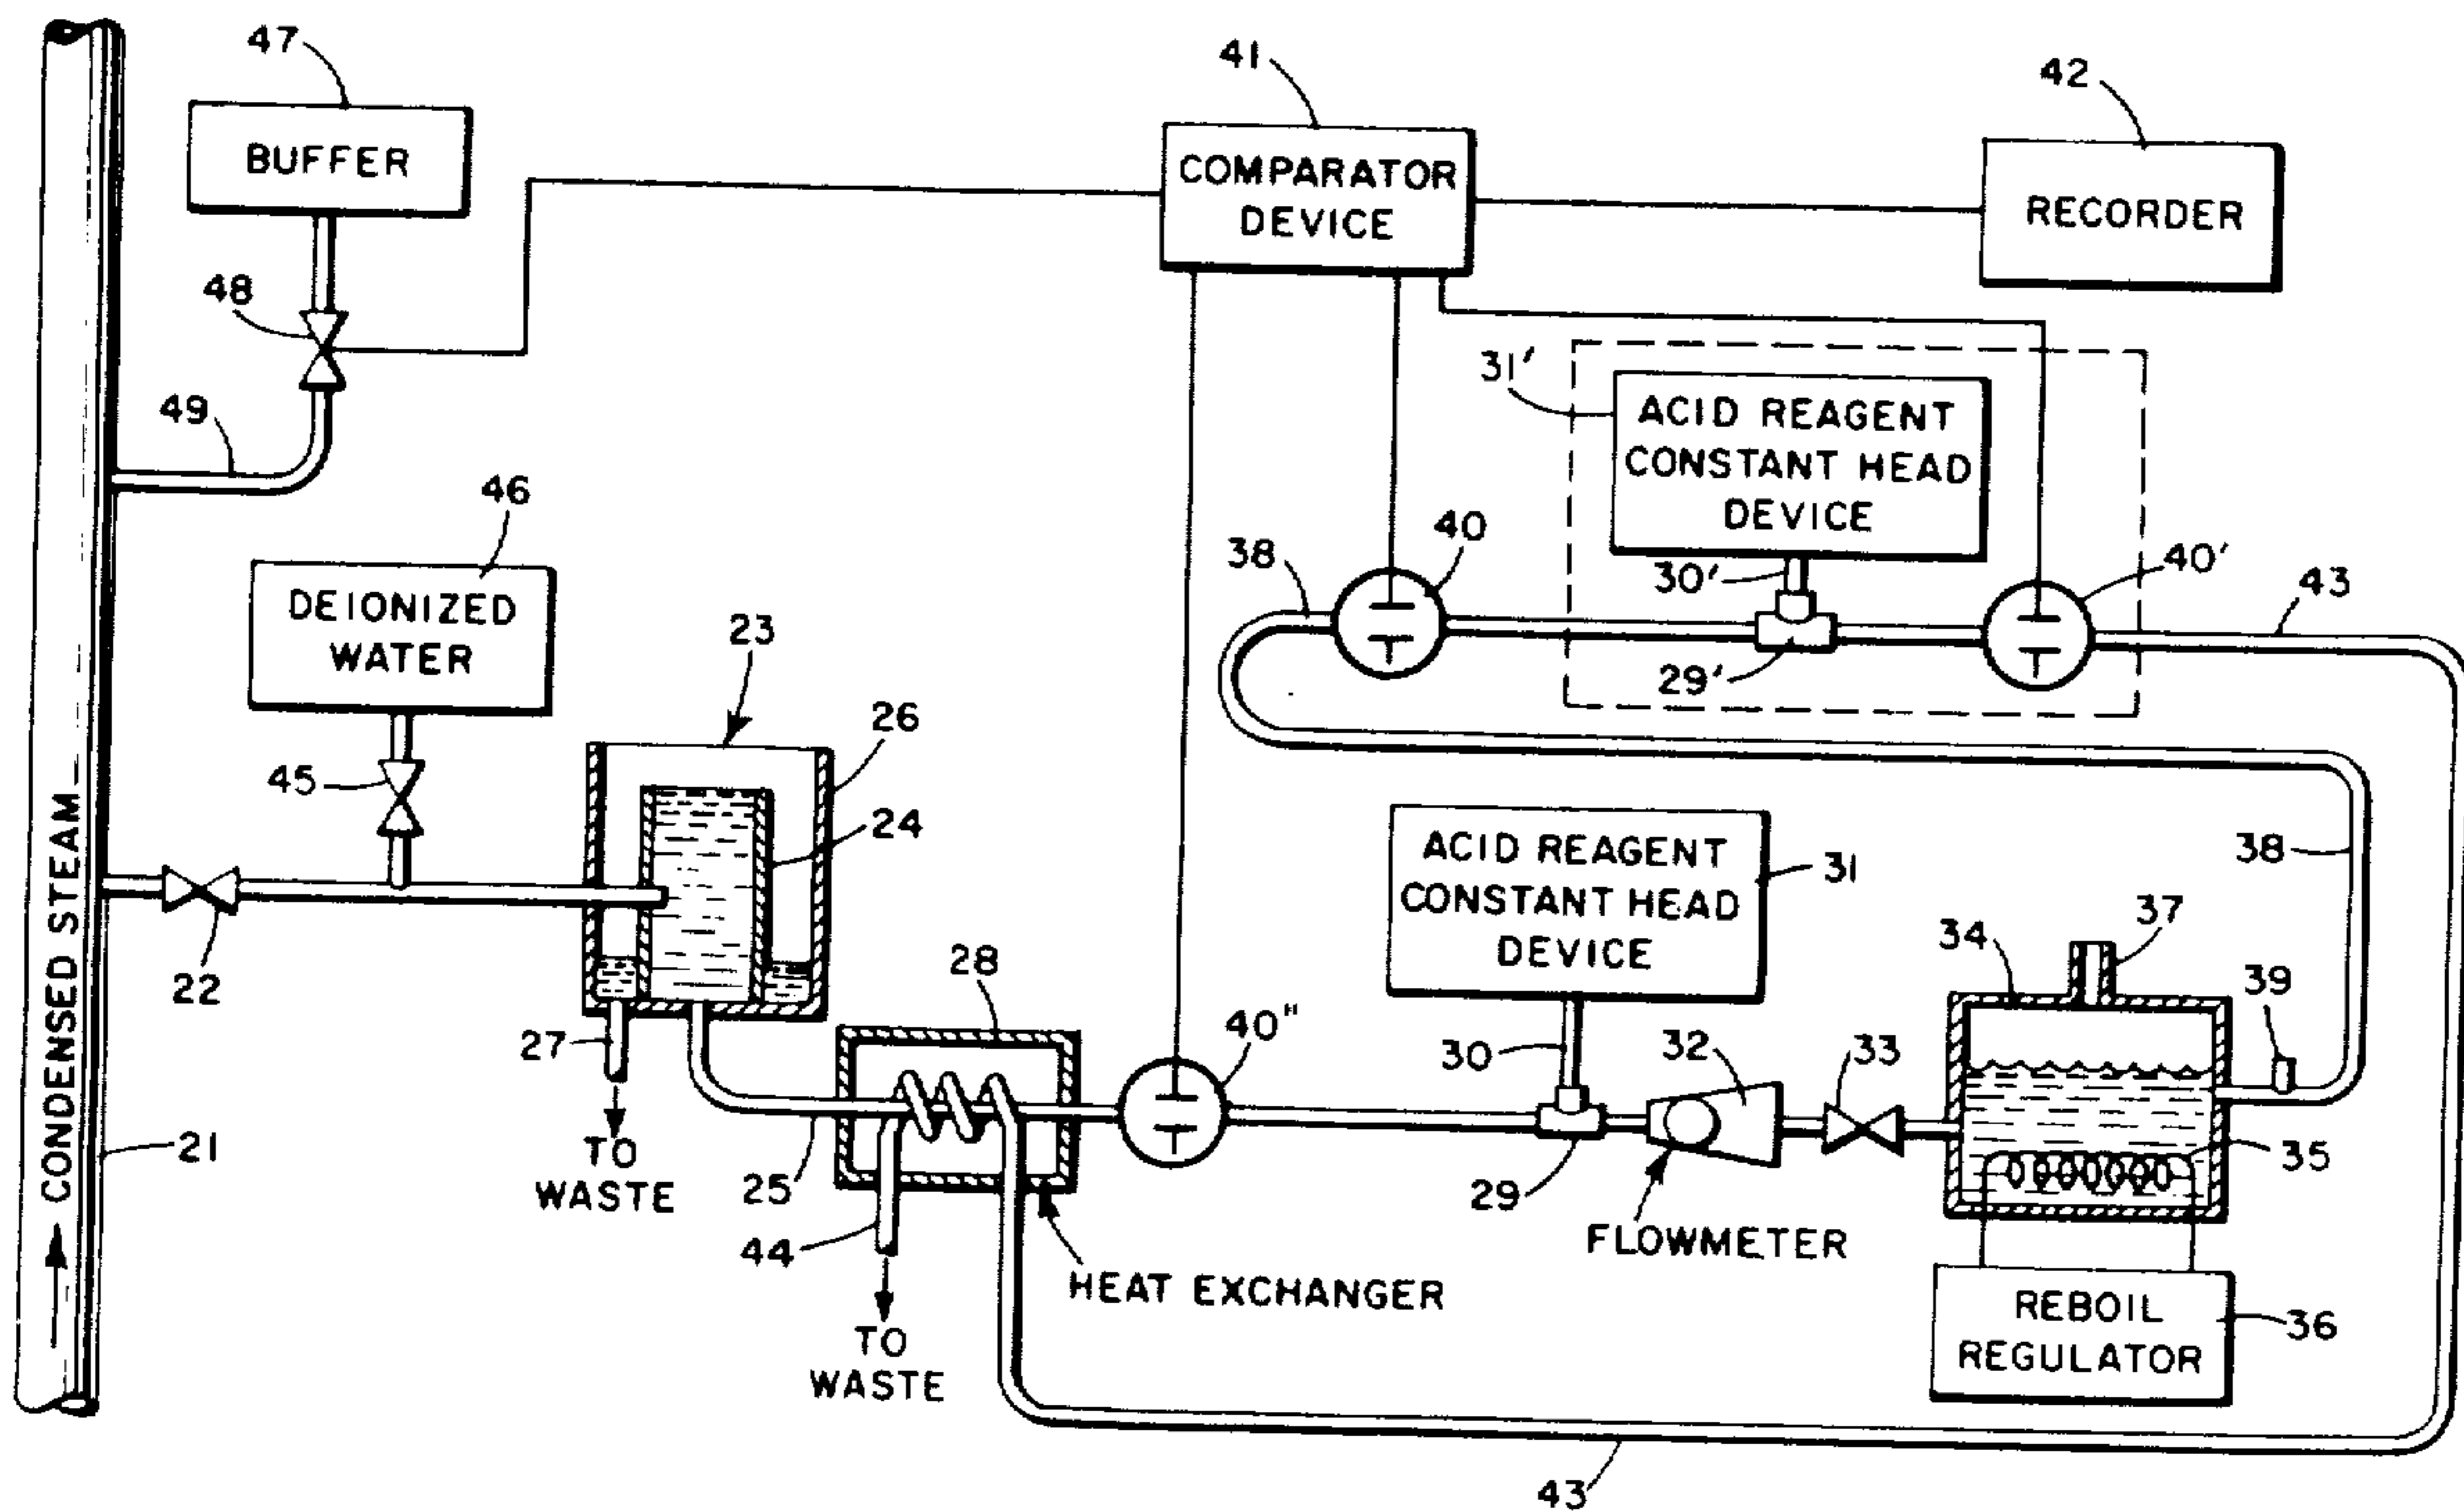 47
41
42
BUFFER
COMPARATOR
DEVICE
RECORDER
48
31'
ACID REAGENT
CONSTANT HEAD
DEVICE
49
46
38
40
30'
40'
43
DEIONIZED
WATER
23
29'
26
45
24
ACID REAGENT
CONSTANT HEAD
DEVICE
31
38
CONDENSED STEAM
22
28
34
37
39
27
40"
30
32
33
TO
WASTE
21
25
29
35
44
FLOWMETER
HEAT EXCHANGER
REBOIL
REGULATOR
36
TO
WASTE
43